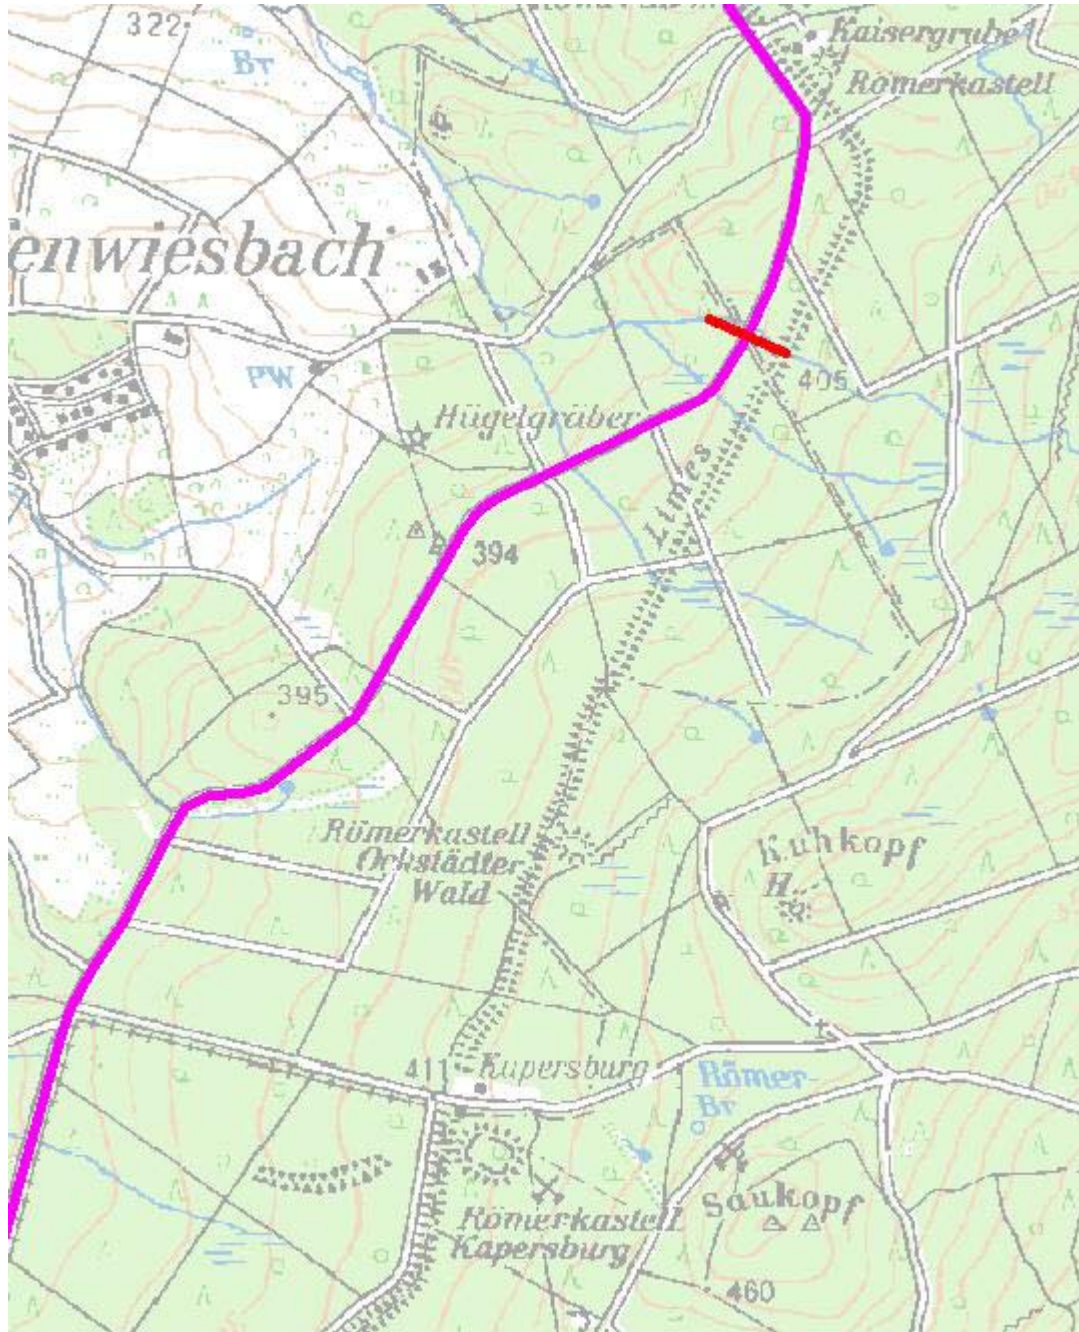 322
Br
Kaisergrube
Römerkastell
enwiesbach
PW
405
Hügelgräber
Limes
394
395
Römerkastell
Ockstädter
Wald
Kuhkopf
H
411
Kapersburg
Römer-
Br
Saukopf
Römerkastell
Kapersburg
460